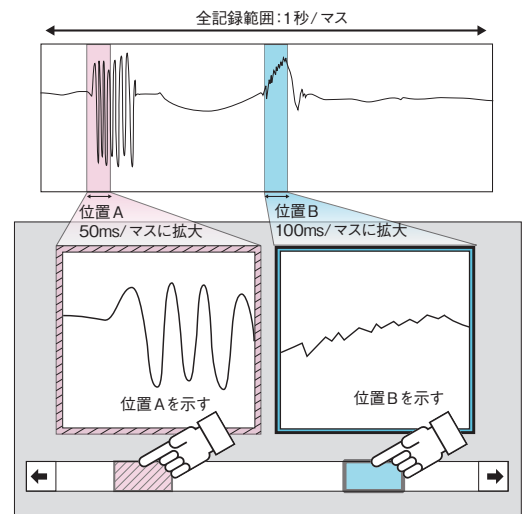 全記録範囲：1秒/マス
位置A
50ms/マスに拡大
位置B
100ms/マスに拡大
位置Aを示す
位置Bを示す